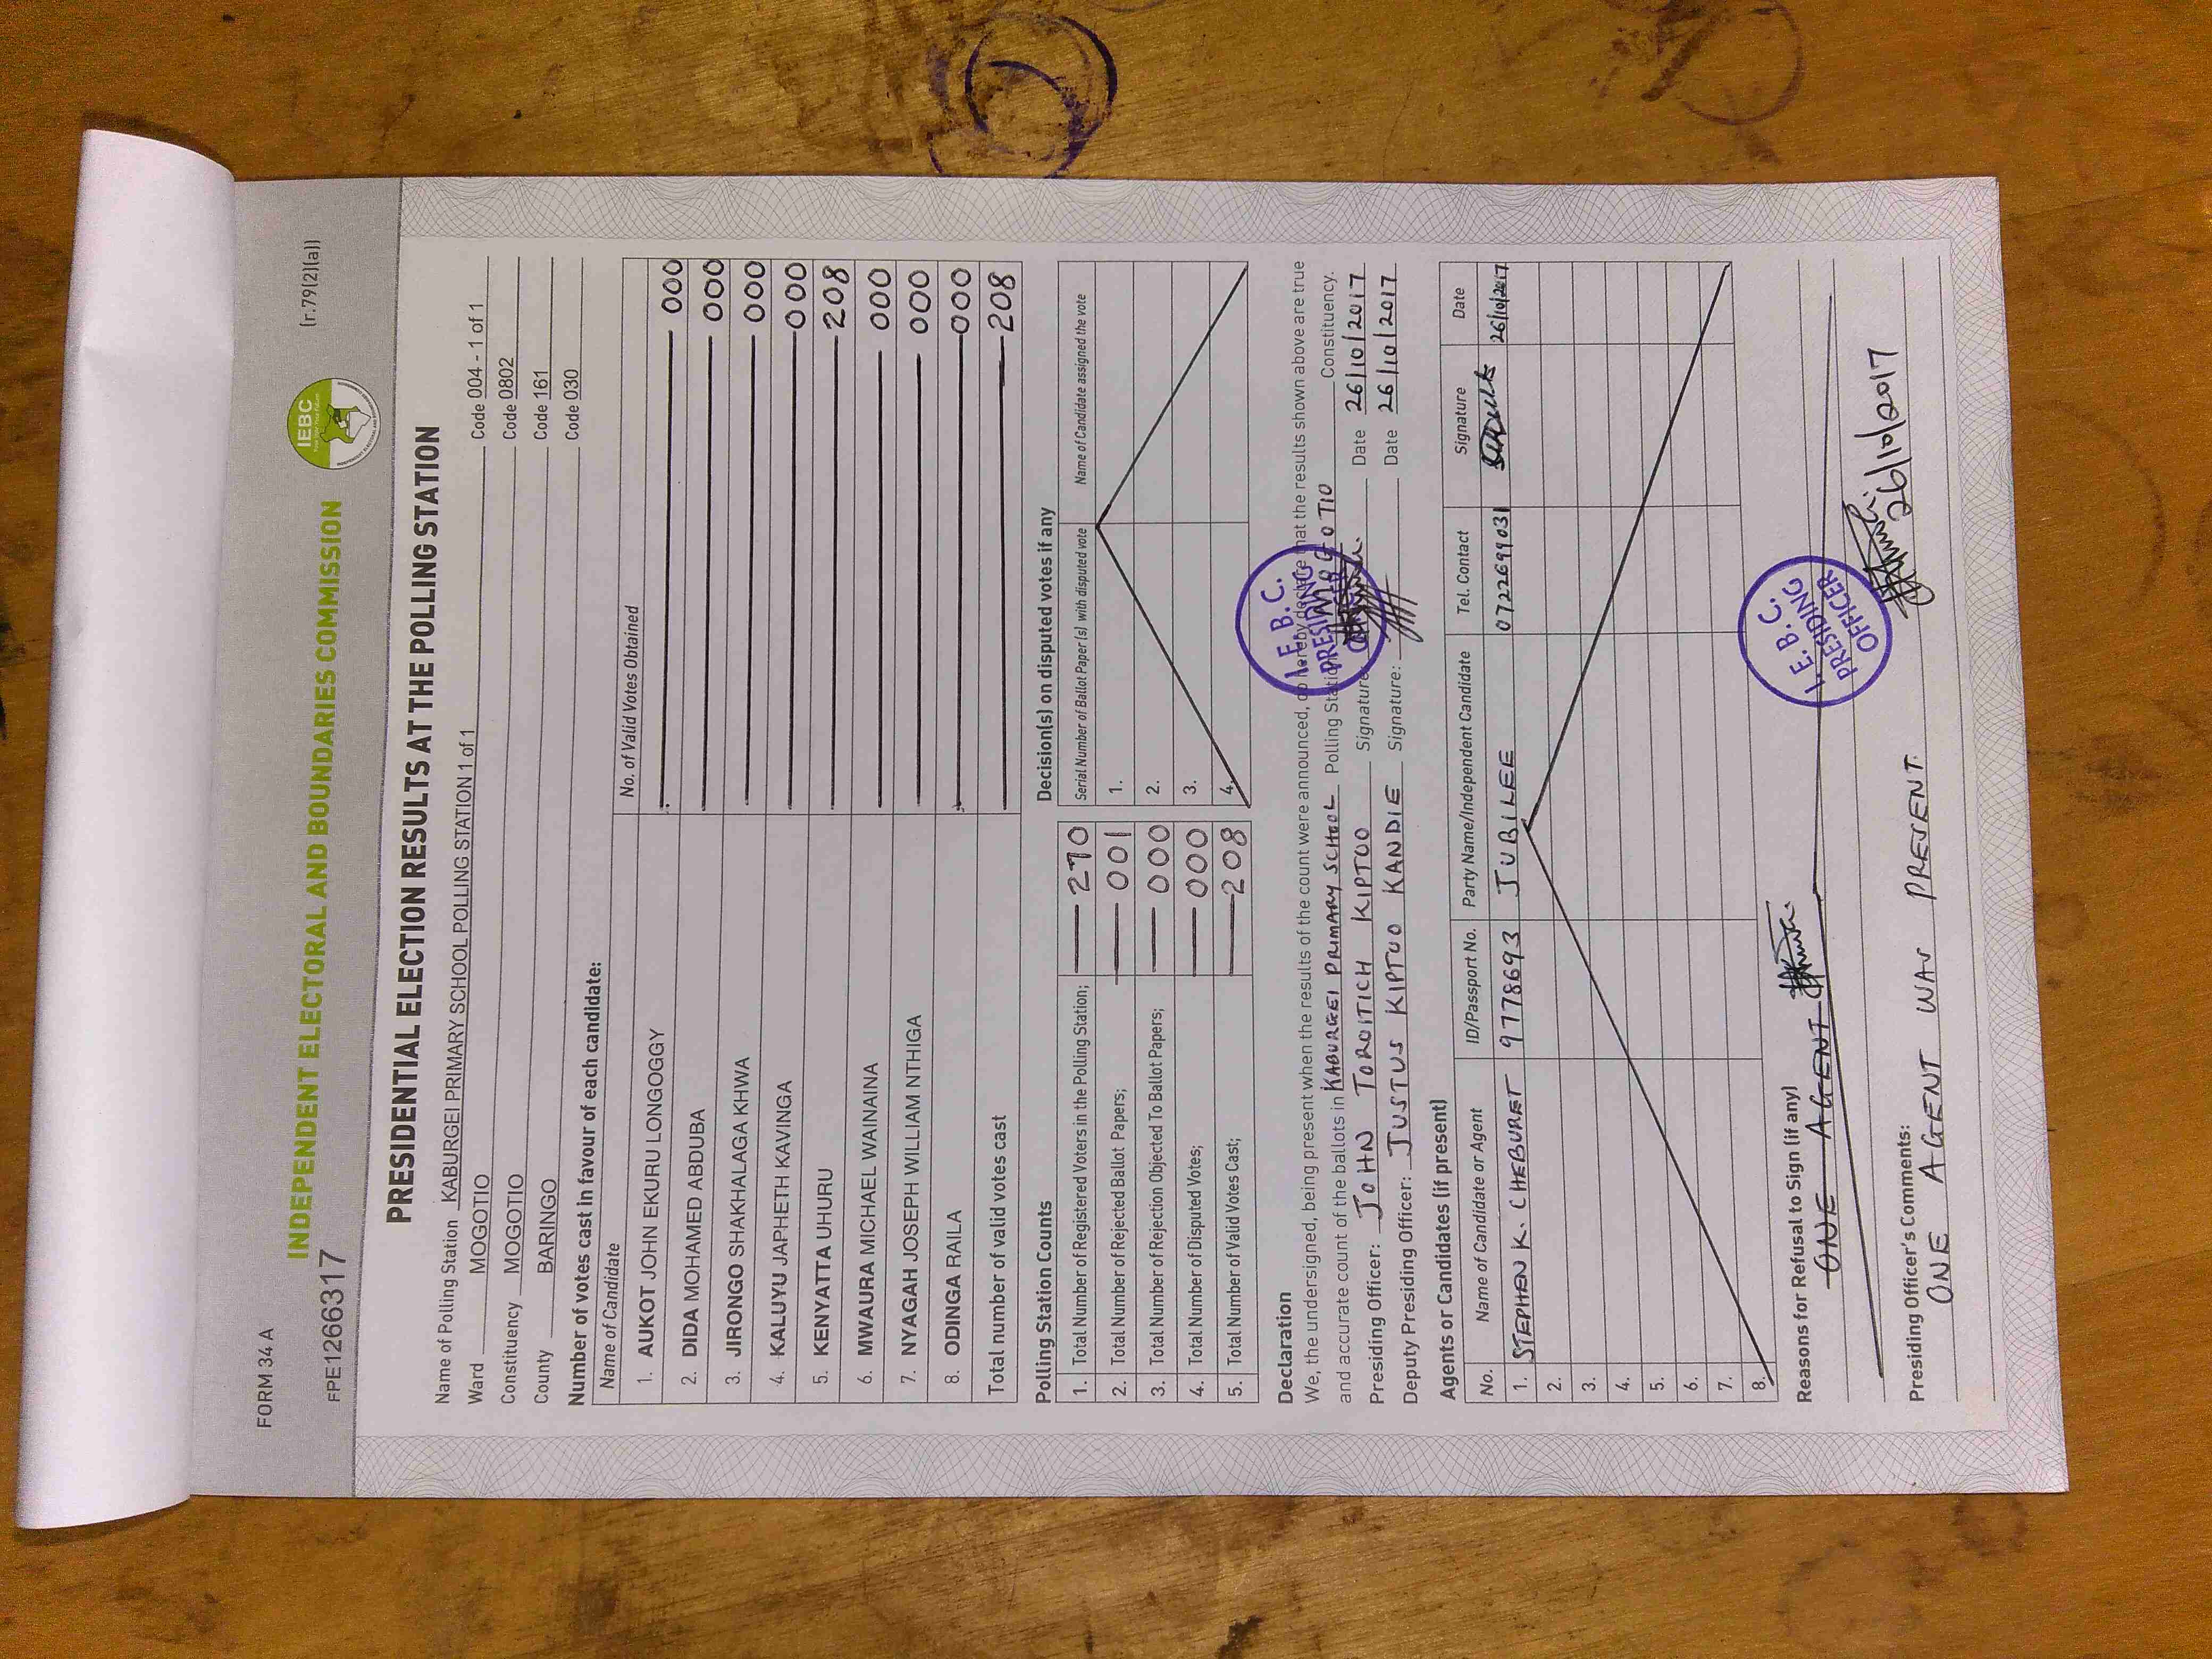 FORM 34 A
(r.79(2)(a))
IEBC
INDEPENDENT ELECTORAL AND BOUNDARIES COMMISSION
FPE1266317
PRESIDENTIAL ELECTION RESULTS AT THE POLLING STATION
Name of Polling Station KABURGEI PRIMARY SCHOOL POLLING STATION 1 of 1 Code 004 - 1 of 1
Ward MOGOTIO Code 0802
Constituency MOGOTIO Code 161
County BARINGO Code 030
Number of votes cast in favour of each candidate:
Name of Candidate No. of Valid Votes Obtained
1. AUKOT JOHN EKURU LONGOGGY 000
2. DIDA MOHAMED ABDUBA 000
3. JIRONGO SHAKHALAGA KHWA 000
4. KALUYU JAPHETH KAVINGA 000
5. KENYATTA UHURU 208
6. MWAURA MICHAEL WAINAINA 000
7. NYAGAH JOSEPH WILLIAM NTHIGA 000
8. ODINGA RAILA 000
Total number of valid votes cast 208
Polling Station Counts
1. Total Number of Registered Voters in the Polling Station; 270
2. Total Number of Rejected Ballot Papers; 001
3. Total Number of Rejection Objected To Ballot Papers; 000
4. Total Number of Disputed Votes; 000
5. Total Number of Valid Votes Cast; 208
Decision(s) on disputed votes if any
Serial Number of Ballot Paper(s) with disputed vote Name of Candidate assigned the vote
1.
2.
3.
4.
Declaration
We, the undersigned, being present when the results of the count were announced, do hereby declare that the results shown above are true
and accurate count of the ballots in KABURGEI PRIMARY SCHOOL Polling Station MOGOTIO Constituency.
Presiding Officer: JOHN TOROITICH KIPTOO Signature: Date 26/10/2017
Deputy Presiding Officer: JUSTUS KIPTUO KANDIE Signature: Date 26/10/2017
I.E.B.C. PRESIDING
Agents or Candidates (if present)
No. Name of Candidate or Agent ID/Passport No. Party Name/Independent Candidate Tel. Contact Signature Date
1. STEPHEN K. CHEBURET 97778693 JUBILEE 0722699031 26/10/2017
2.
3.
4.
5.
6.
7.
8.
Reasons for Refusal to Sign (if any)
ONE AGENT
I.E.B.C. PRESIDING OFFICER
Presiding Officer's Comments: 26/10/2017
ONE AGENT WAS PRESENT.